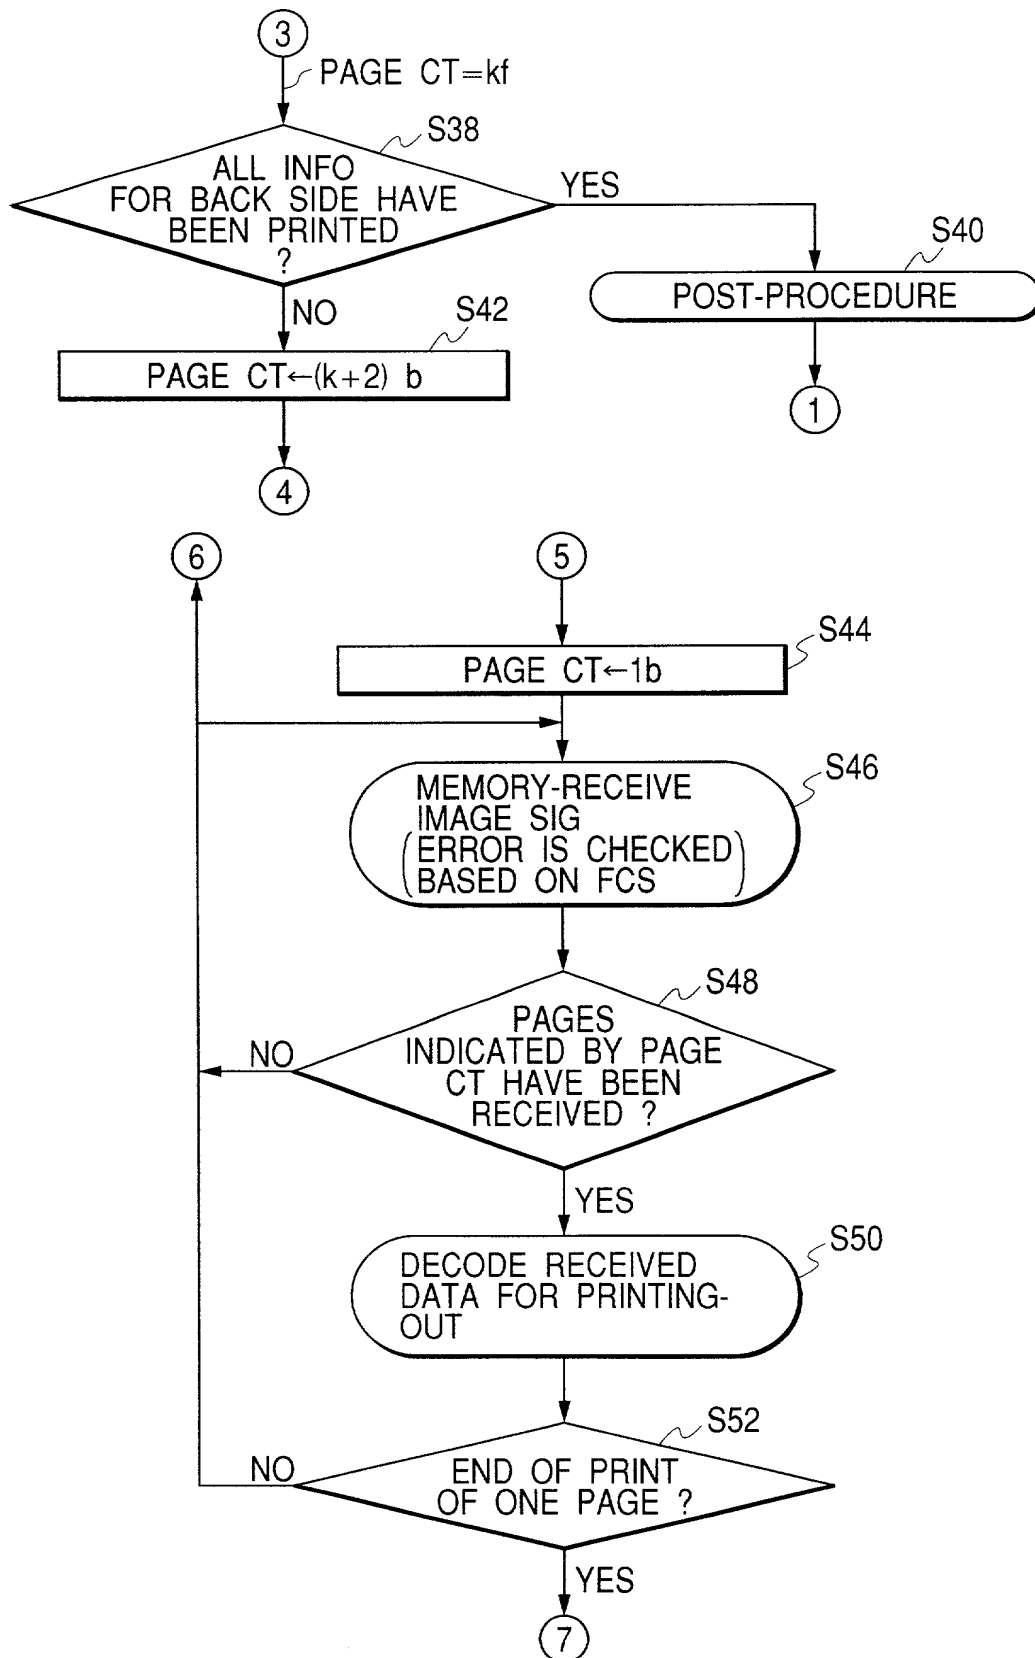 3
PAGE CT=kf
S38
ALL INFO
FOR BACK SIDE HAVE
BEEN PRINTED
?
YES
S40
POST-PROCEDURE
1
NO
S42
PAGE CT←(k+2) b
4
6
5
S44
PAGE CT←1b
S46
MEMORY-RECEIVE
IMAGE SIG
(ERROR IS CHECKED
BASED ON FCS)
S48
PAGES
INDICATED BY PAGE
CT HAVE BEEN
RECEIVED ?
NO
YES
S50
DECODE RECEIVED
DATA FOR PRINTING-
OUT
S52
END OF PRINT
OF ONE PAGE ?
NO
YES
7